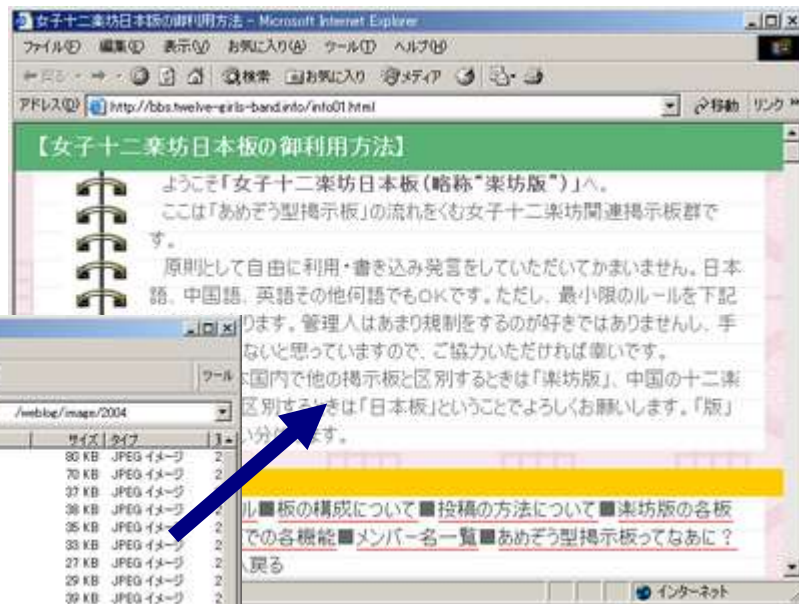 女子十二楽坊日本板の御利用方法 - Microsoft Internet Explorer
ファイル(F) 編集(E) 表示(V) お気に入り(A) ツール(T) ヘルプ(H)
戻る 検索 お気に入り メディア
アドレス(D) http://bbs.twelve-girls-band.info/info01.html 移動 リンク
【女子十二楽坊日本板の御利用方法】
ようこそ「女子十二楽坊日本板(略称"楽坊版")」へ。
ここは「あめぞう型掲示板」の流れをくむ女子十二楽坊関連掲示板群で
す。
原則として自由に利用・書き込み発言をしていただいてかまいません。日本
語、中国語、英語その他何語でもOKです。ただし、最小限のルールを下記
ります。管理人はあまり規制をするのが好きではありませんし、手
ないと思っていますので、ご協力いただければ幸いです。
国内で他の掲示板と区別するときは「楽坊版」、中国の十二楽
区別するときは「日本板」ということでよろしくお願いします。「版」
い分けます。
ル■板の構成について■投稿の方法について■楽坊版の各板
での各機能■メンバー名一覧■あめぞう型掲示板ってなあに?
戻る
インターネット
ツール
/weblog/image/2004
サイズ タイプ
80 KB JPEG イメージ 2
70 KB JPEG イメージ 2
37 KB JPEG イメージ 2
38 KB JPEG イメージ 2
35 KB JPEG イメージ 2
33 KB JPEG イメージ 2
27 KB JPEG イメージ 2
29 KB JPEG イメージ 2
39 KB JPEG イメージ 2